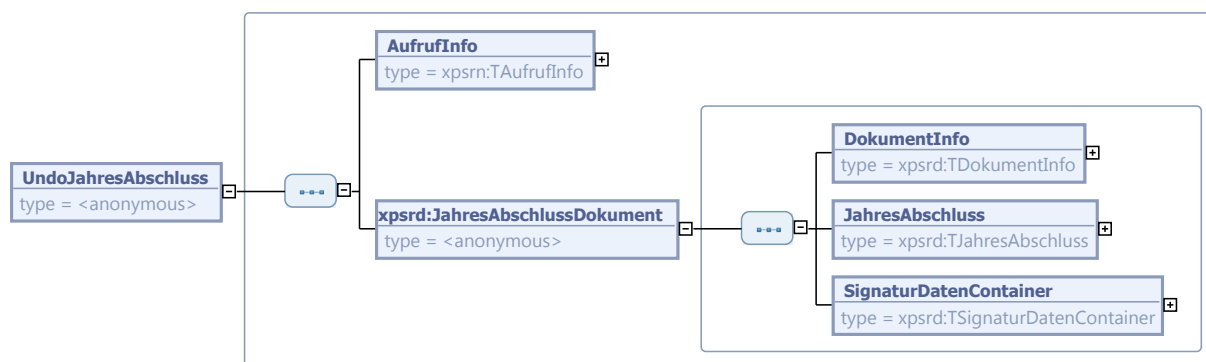 AufrufInfo
type = xpsrn:TAufrufInfo
DokumentInfo
type = xpsrd:TDokumentInfo
UndoJahresAbschluss
type = <anonymous>
xpsrd:JahresAbschlussDokument
type = <anonymous>
JahresAbschluss
type = xpsrd:TJahresAbschluss
SignaturDatenContainer
type = xpsrd:TSignaturDatenContainer